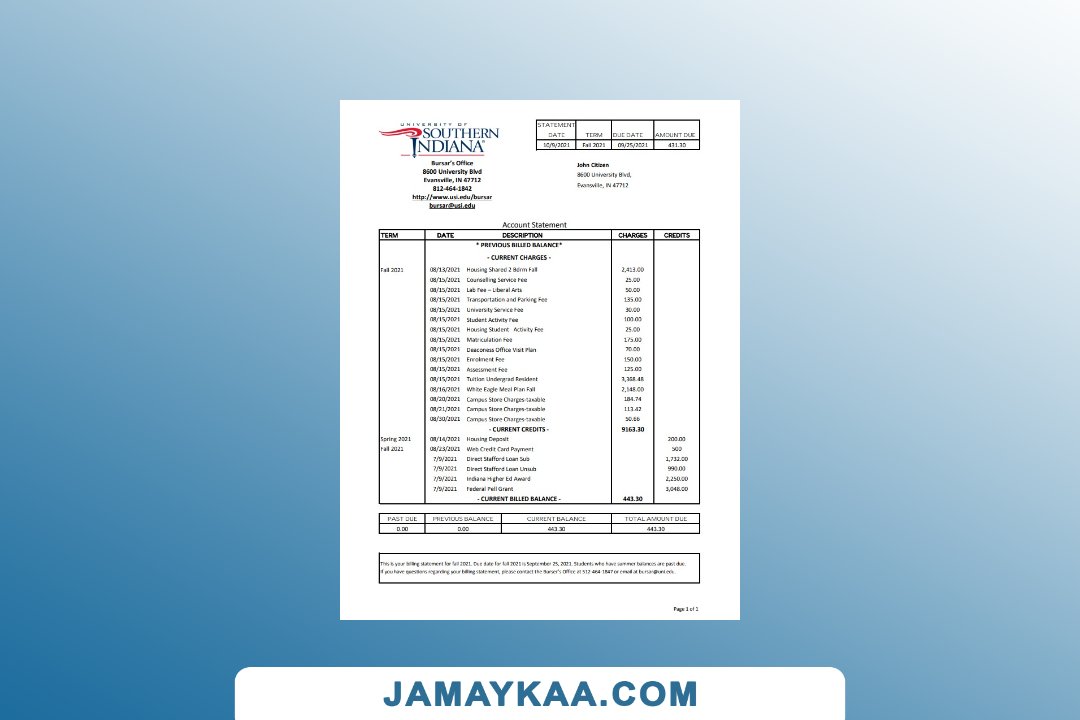 UNIVERSITY OF
SOUTHERN
INDIANA
Bursar's Office
8600 University Blvd
Evansville, IN 47712
812-464-1842
http://www.usi.edu/bursar
bursar@usi.edu
STATEMENT DATE TERM DUE DATE AMOUNT DUE
10/9/2021 Fall 2021 09/25/2021 431.30
John Citizen
8600 University Blvd,
Evansville, IN 47712
Account Statement
TERM DATE DESCRIPTION CHARGES CREDITS
* PREVIOUS BILLED BALANCE*
- CURRENT CHARGES -
Fall 2021 08/13/2021 Housing Shared 2 Bdrm Fall 2,413.00
08/15/2021 Counselling Service Fee 25.00
08/15/2021 Lab Fee – Liberal Arts 50.00
08/15/2021 Transportation and Parking Fee 135.00
08/15/2021 University Service Fee 30.00
08/15/2021 Student Activity Fee 100.00
08/15/2021 Housing Student Activity Fee 25.00
08/15/2021 Matriculation Fee 175.00
08/15/2021 Deaconess Office Visit Plan 70.00
08/15/2021 Enrolment Fee 150.00
08/15/2021 Assessment Fee 125.00
08/15/2021 Tuition Undergrad Resident 3,368.48
08/16/2021 White Eagle Meal Plan Fall 2,148.00
08/20/2021 Campus Store Charges-taxable 184.74
08/21/2021 Campus Store Charges-taxable 113.42
08/30/2021 Campus Store Charges-taxable 50.66
- CURRENT CREDITS - 9163.30
Spring 2021 08/14/2021 Housing Deposit 200.00
Fall 2021 08/23/2021 Web Credit Card Payment 500
7/9/2021 Direct Stafford Loan Sub 1,732.00
7/9/2021 Direct Stafford Loan Unsub 990.00
7/9/2021 Indiana Higher Ed Award 2,250.00
7/9/2021 Federal Pell Grant 3,048.00
- CURRENT BILLED BALANCE - 443.30
PAST DUE PREVIOUS BALANCE CURRENT BALANCE TOTAL AMOUNT DUE
0.00 0.00 443.30 443.30
This is your billing statement for fall 2021. Due date for fall 2021 is September 25, 2021. Students who have summer balances are past due.
If you have questions regarding your billing statement, please contact the Bursar's Office at 812-464-1847 or email at bursar@uni.edu.
Page 1 of 1
JAMAYKAA.COM